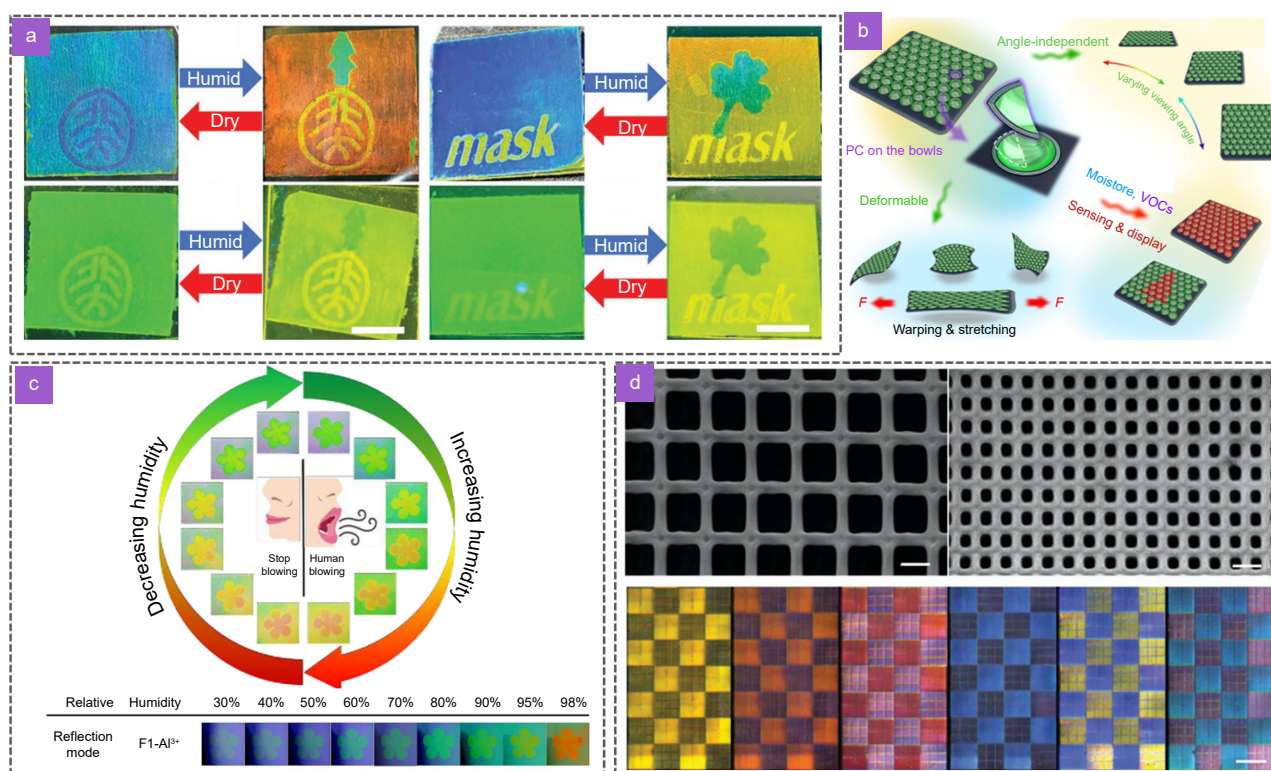 a
Humid
Dry
mask
Humid
Dry
mask
Humid
Dry
mask
Humid
Dry
mask
b
Angle-independent
Varying viewing angle
PC on the bowls
Deformable
Moistore, VOCs
Sensing & display
F
F
Warping & stretching
c
Decreasing humidity
Increasing humidity
Stop
blowing
Human
blowing
Relative Humidity 30% 40% 50% 60% 70% 80% 90% 95% 98%
Reflection
mode
F1-Al³⁺
d